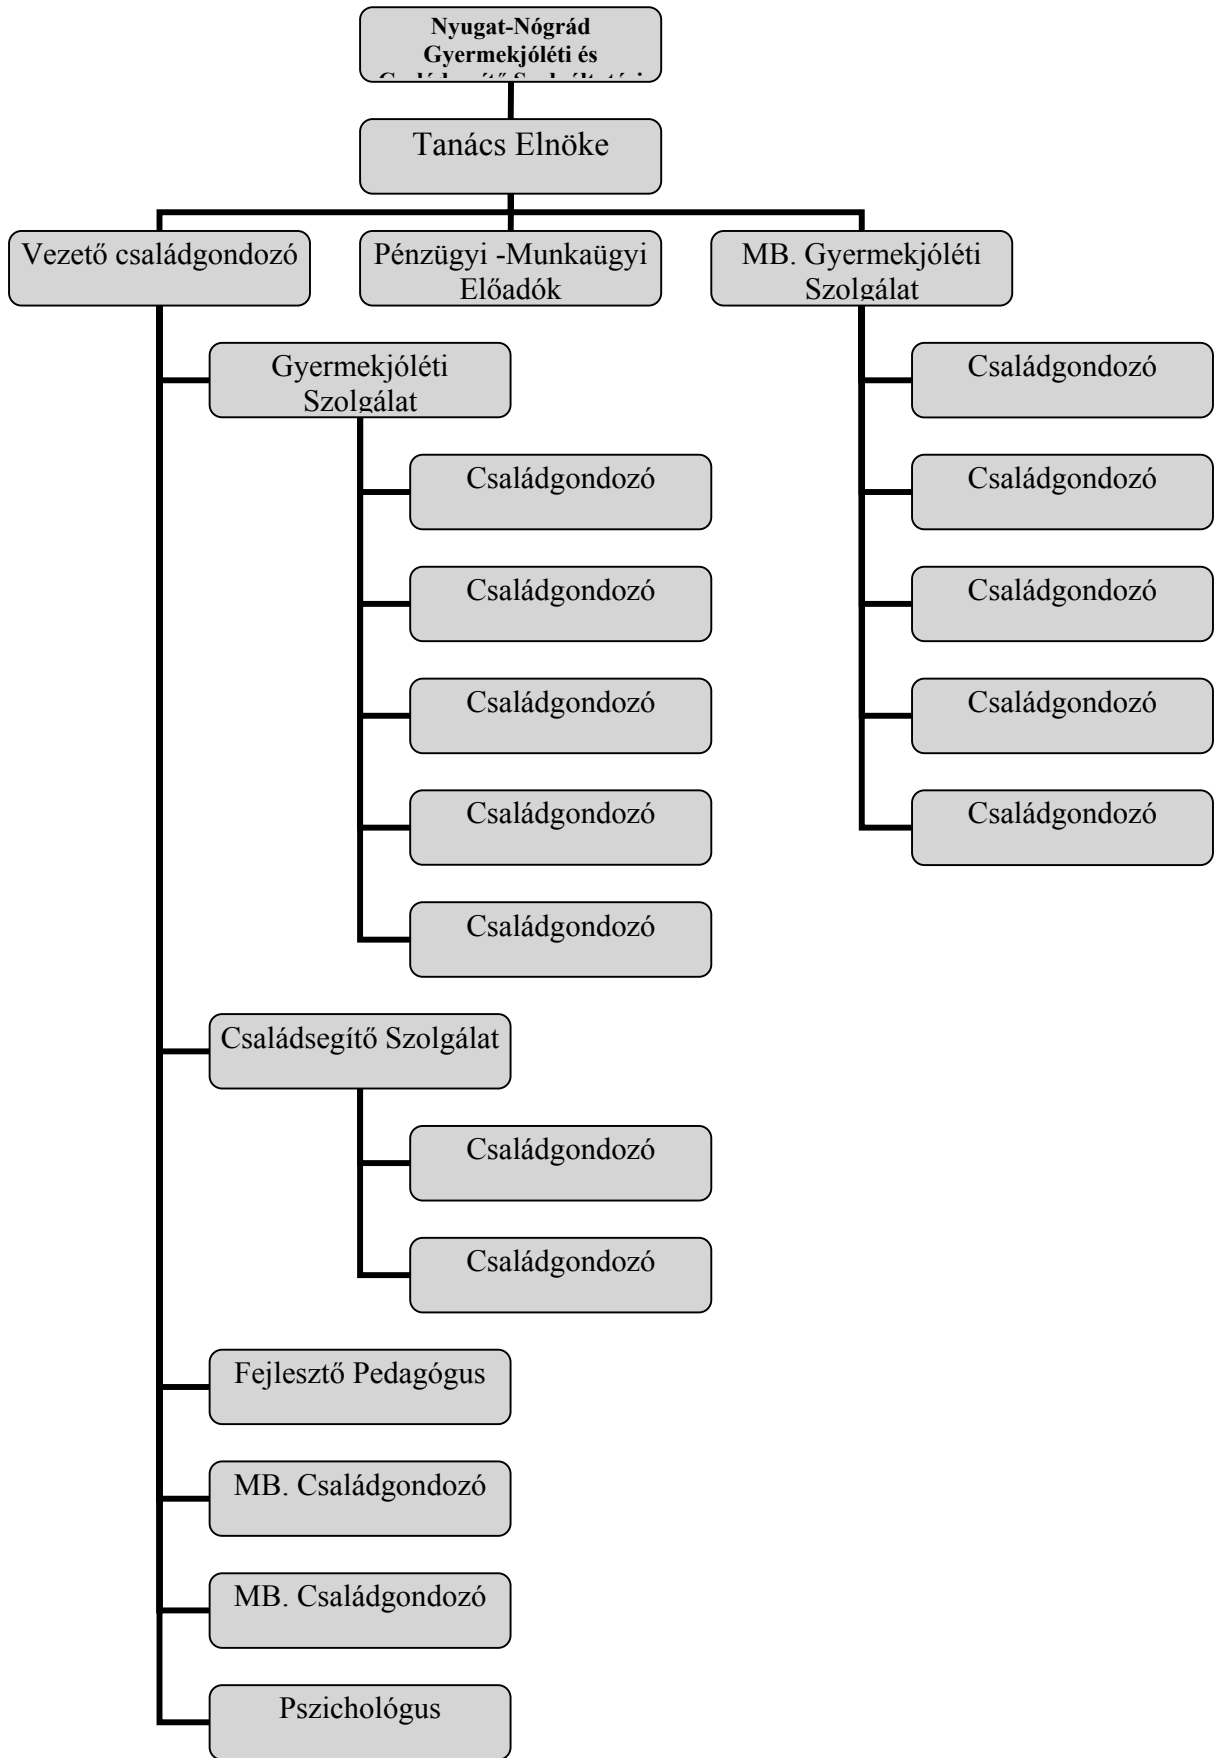 Nyugat-Nógrád
Gyermekjóléti és
Tanács Elnöke
Vezető családgondozó
Pénzügyi -Munkaügyi
Előadók
MB. Gyermekjóléti
Szolgálat
Gyermekjóléti
Szolgálat
Családgondozó
Családgondozó
Családgondozó
Családgondozó
Családgondozó
Családgondozó
Családgondozó
Családgondozó
Családgondozó
Családgondozó
Családsegítő Szolgálat
Családgondozó
Családgondozó
Fejlesztő Pedagógus
MB. Családgondozó
MB. Családgondozó
Pszichológus